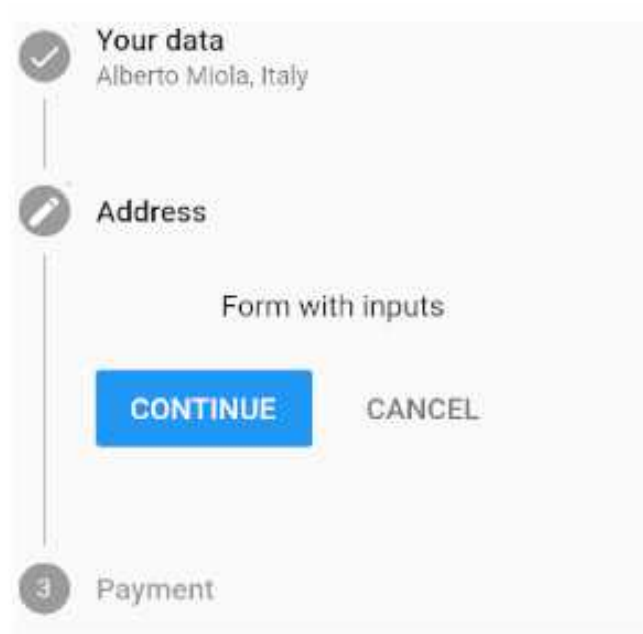 Your data
Alberto Miola, Italy
Address
Form with inputs
CONTINUE CANCEL
3 Payment